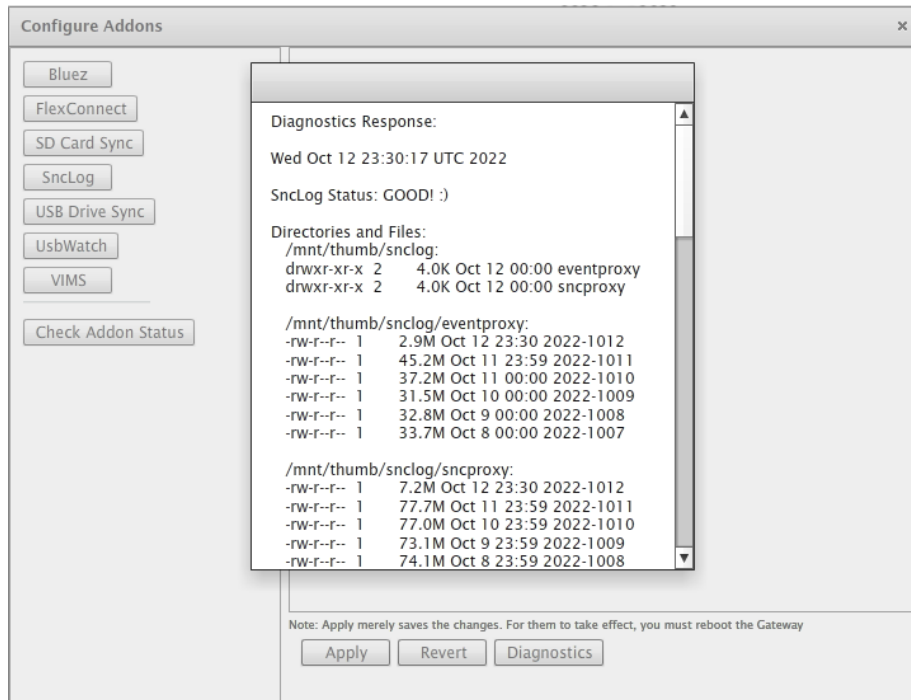 Configure Addons
×
Bluez
FlexConnect
SD Card Sync
SncLog
USB Drive Sync
UsbWatch
VIMS
Check Addon Status
Diagnostics Response:
Wed Oct 12 23:30:17 UTC 2022
SncLog Status: GOOD! :)
Directories and Files:
/mnt/thumb/snclog:
drwxr-xr-x 2 4.0K Oct 12 00:00 eventproxy
drwxr-xr-x 2 4.0K Oct 12 00:00 sncproxy
/mnt/thumb/snclog/eventproxy:
-rw-r--r-- 1 2.9M Oct 12 23:30 2022-1012
-rw-r--r-- 1 45.2M Oct 11 23:59 2022-1011
-rw-r--r-- 1 37.2M Oct 11 00:00 2022-1010
-rw-r--r-- 1 31.5M Oct 10 00:00 2022-1009
-rw-r--r-- 1 32.8M Oct 9 00:00 2022-1008
-rw-r--r-- 1 33.7M Oct 8 00:00 2022-1007
/mnt/thumb/snclog/sncproxy:
-rw-r--r-- 1 7.2M Oct 12 23:30 2022-1012
-rw-r--r-- 1 77.7M Oct 11 23:59 2022-1011
-rw-r--r-- 1 77.0M Oct 10 23:59 2022-1010
-rw-r--r-- 1 73.1M Oct 9 23:59 2022-1009
-rw-r--r-- 1 74.1M Oct 8 23:59 2022-1008
Note: Apply merely saves the changes. For them to take effect, you must reboot the Gateway
Apply Revert Diagnostics